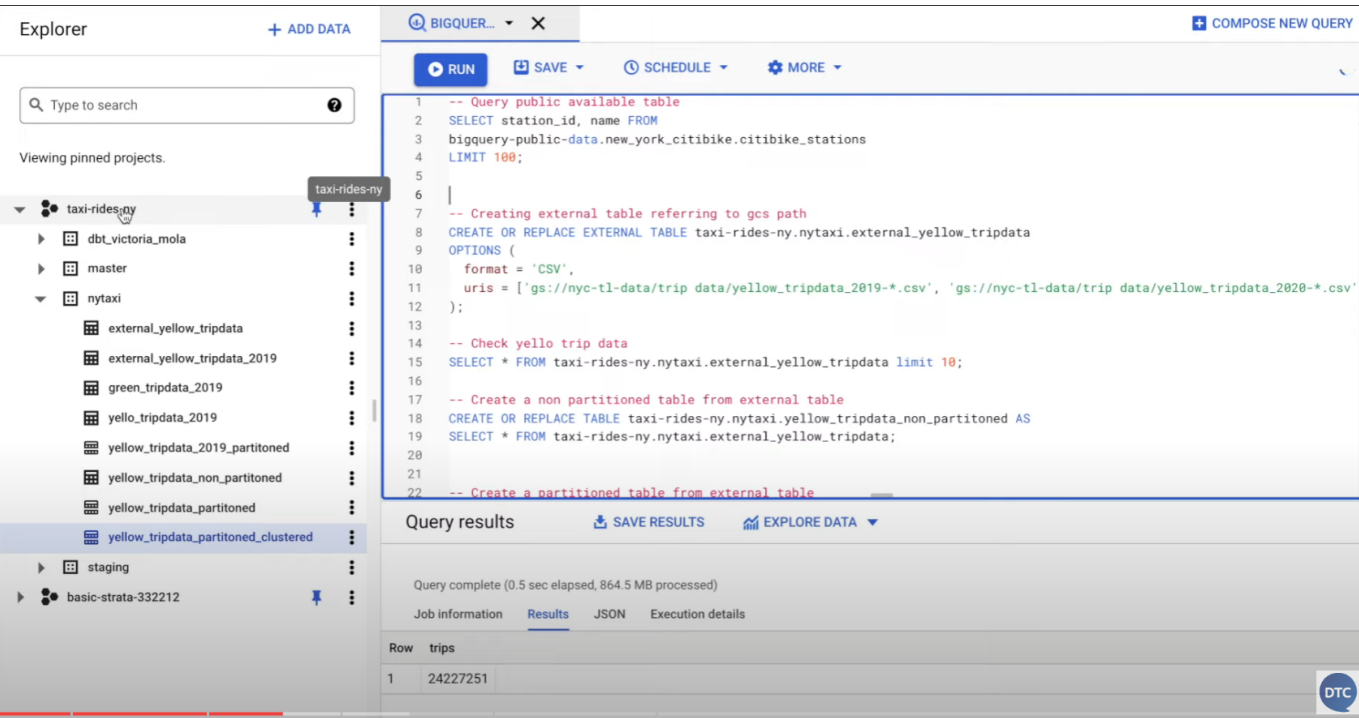 Explorer
+ ADD DATA
Type to search
Viewing pinned projects.
taxi-rides-ny
taxi-rides-ny
dbt_victoria_mola
master
nytaxi
external_yellow_tripdata
external_yellow_tripdata_2019
green_tripdata_2019
yello_tripdata_2019
yellow_tripdata_2019_partitoned
yellow_tripdata_non_partitoned
yellow_tripdata_partitoned
yellow_tripdata_partitoned_clustered
staging
basic-strata-332212
BIGQUER...
COMPOSE NEW QUERY
RUN SAVE SCHEDULE MORE
1 -- Query public available table
2 SELECT station_id, name FROM
3 bigquery-public-data.new_york_citibike.citibike_stations
4 LIMIT 100;
5
6
7 -- Creating external table referring to gcs path
8 CREATE OR REPLACE EXTERNAL TABLE taxi-rides-ny.nytaxi.external_yellow_tripdata
9 OPTIONS (
10 format = 'CSV',
11 uris = ['gs://nyc-tl-data/trip data/yellow_tripdata_2019-*.csv', 'gs://nyc-tl-data/trip data/yellow_tripdata_2020-*.csv'
12 );
13
14 -- Check yello trip data
15 SELECT * FROM taxi-rides-ny.nytaxi.external_yellow_tripdata limit 10;
16
17 -- Create a non partitioned table from external table
18 CREATE OR REPLACE TABLE taxi-rides-ny.nytaxi.yellow_tripdata_non_partitoned AS
19 SELECT * FROM taxi-rides-ny.nytaxi.external_yellow_tripdata;
20
21
22 -- Create a partitioned table from external table
Query results
SAVE RESULTS
EXPLORE DATA
Query complete (0.5 sec elapsed, 864.5 MB processed)
Job information Results JSON Execution details
Row trips
1 24227251
DTC